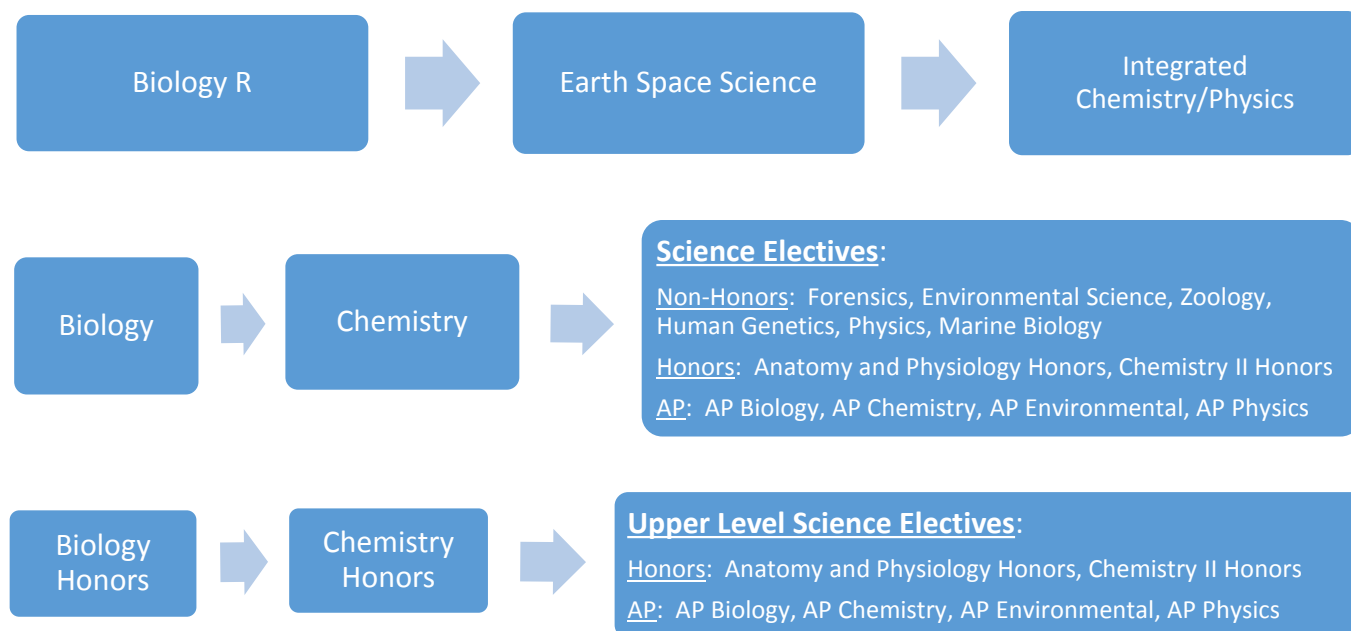 Biology R
Earth Space Science
Integrated
Chemistry/Physics
Biology
Chemistry
Science Electives:
Non-Honors: Forensics, Environmental Science, Zoology,
Human Genetics, Physics, Marine Biology
Honors: Anatomy and Physiology Honors, Chemistry II Honors
AP: AP Biology, AP Chemistry, AP Environmental, AP Physics
Biology
Honors
Chemistry
Honors
Upper Level Science Electives:
Honors: Anatomy and Physiology Honors, Chemistry II Honors
AP: AP Biology, AP Chemistry, AP Environmental, AP Physics